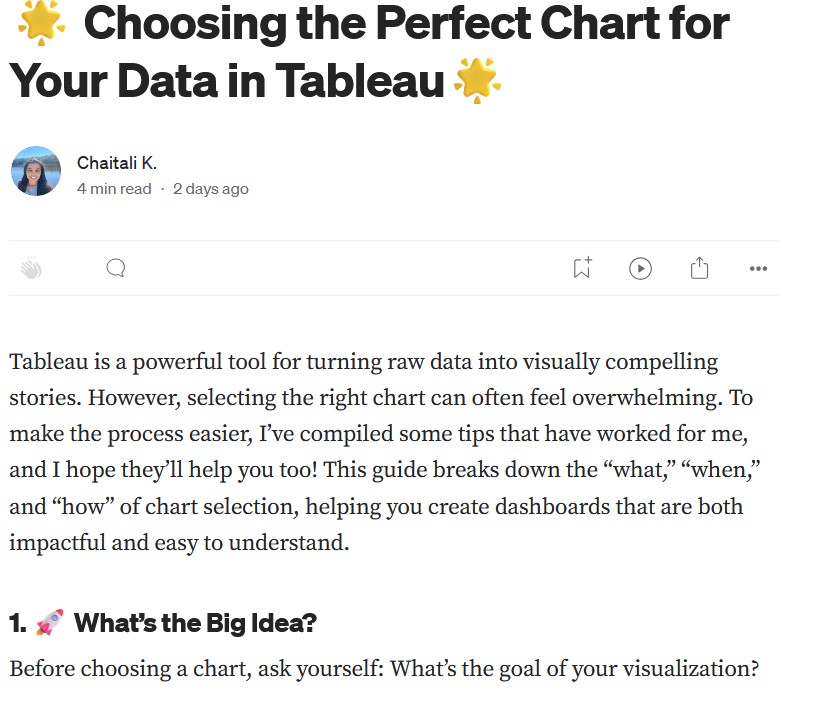 🌟 Choosing the Perfect Chart for
Your Data in Tableau🌟
Chaitali K.
4 min read · 2 days ago
Tableau is a powerful tool for turning raw data into visually compelling
stories. However, selecting the right chart can often feel overwhelming. To
make the process easier, I’ve compiled some tips that have worked for me,
and I hope they’ll help you too! This guide breaks down the “what,” “when,”
and “how” of chart selection, helping you create dashboards that are both
impactful and easy to understand.
1. 🚀 What’s the Big Idea?
Before choosing a chart, ask yourself: What’s the goal of your visualization?